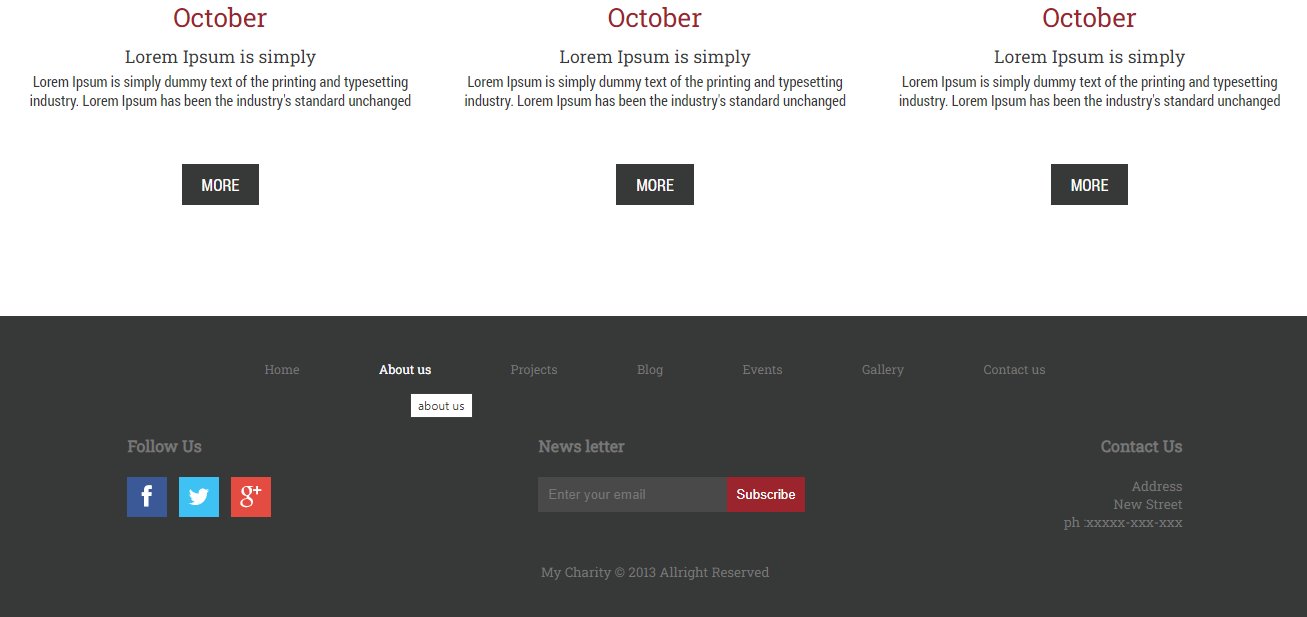 October
Lorem Ipsum is simply
Lorem Ipsum is simply dummy text of the printing and typesetting
industry. Lorem Ipsum has been the industry's standard unchanged
MORE
October
Lorem Ipsum is simply
Lorem Ipsum is simply dummy text of the printing and typesetting
industry. Lorem Ipsum has been the industry's standard unchanged
MORE
October
Lorem Ipsum is simply
Lorem Ipsum is simply dummy text of the printing and typesetting
industry. Lorem Ipsum has been the industry's standard unchanged
MORE
Home About us Projects Blog Events Gallery Contact us
about us
Follow Us
f g+
News letter
Enter your email Subscribe
Contact Us
Address
New Street
ph :xxxxx-xxx-xxx
My Charity © 2013 Allright Reserved